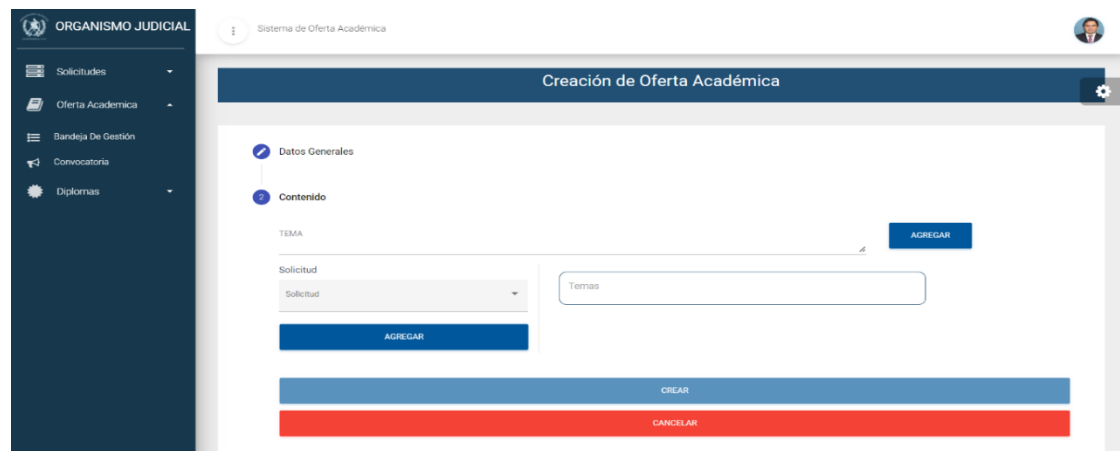 ORGANISMO JUDICIAL
Sistema de Oferta Académica
Solicitudes
Oferta Academica
Bandeja De Gestión
Convocatoria
Diplomas
Creación de Oferta Académica
Datos Generales
2 Contenido
TEMA
AGREGAR
Solicitud
Solicitud
AGREGAR
Temas
CREAR
CANCELAR